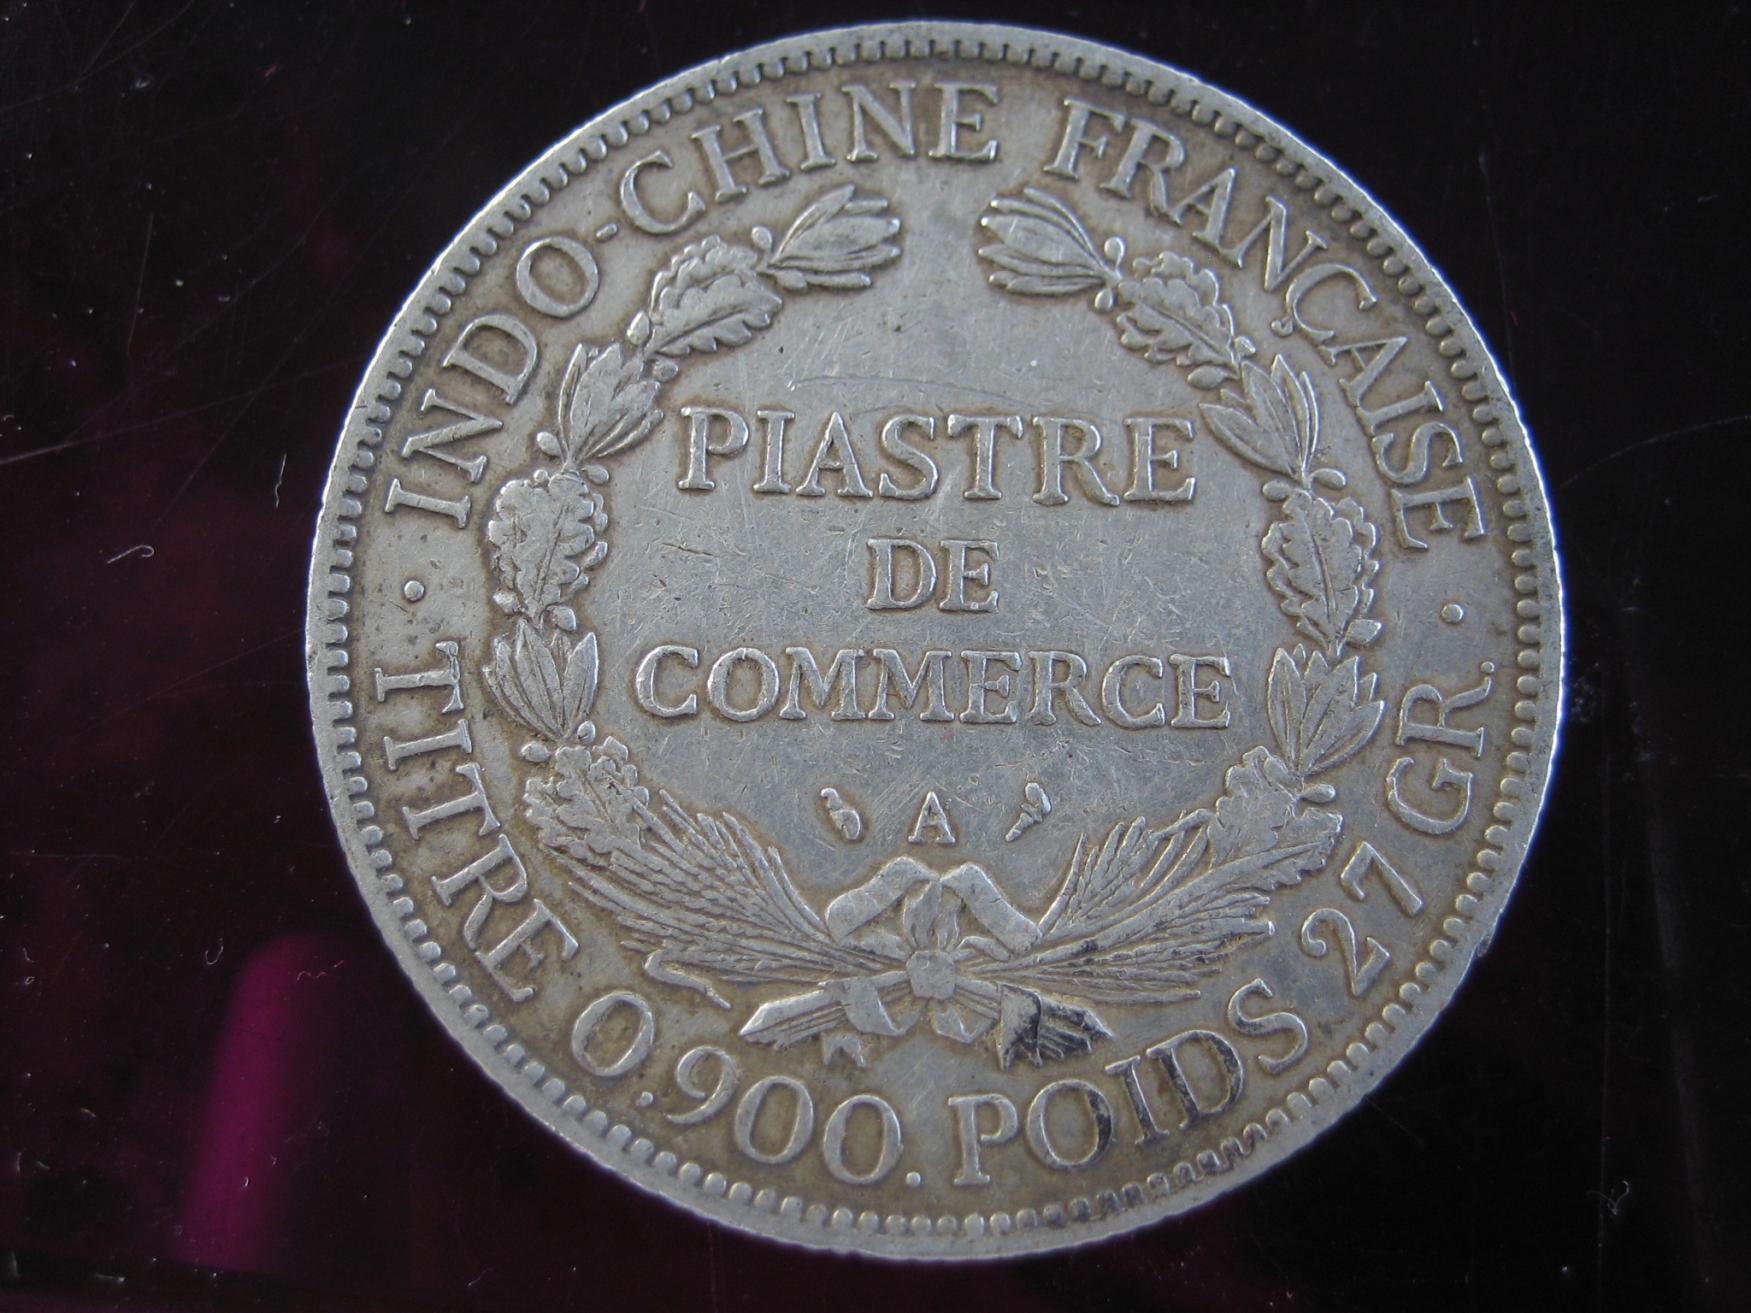 INDO-CHINE FRANÇAISE
PIASTRE
DE
COMMERCE
A
· TITRE 0.900. POIDS 27 GR. ·